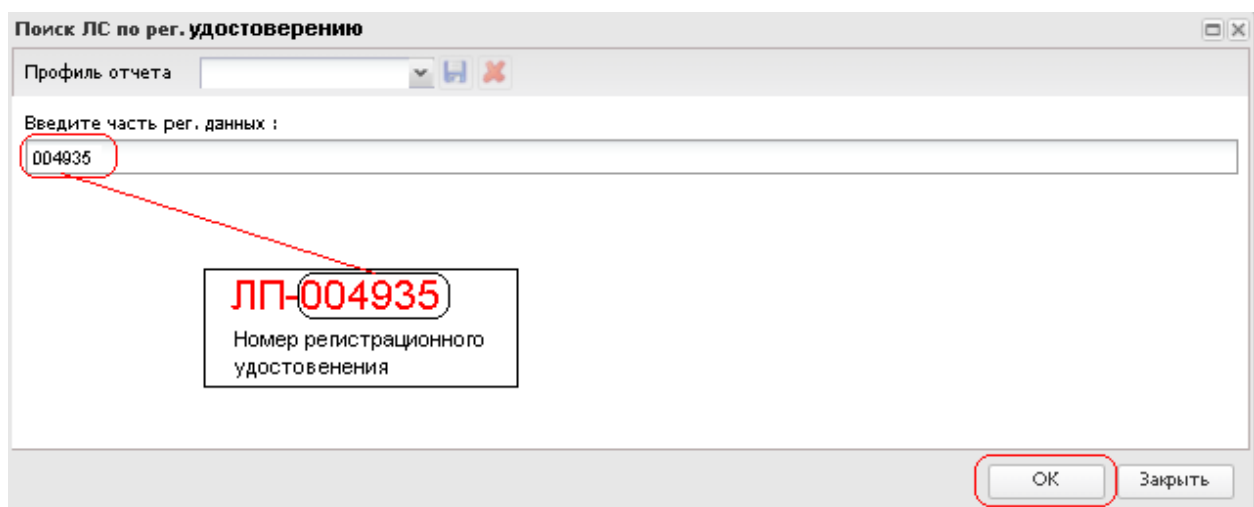 Поиск ЛС по рег. удостоверению
Профиль отчета
Введите часть рег. данных :
004935
ЛП-004935
Номер регистрационного
удостовенения
ОК
Закрыть